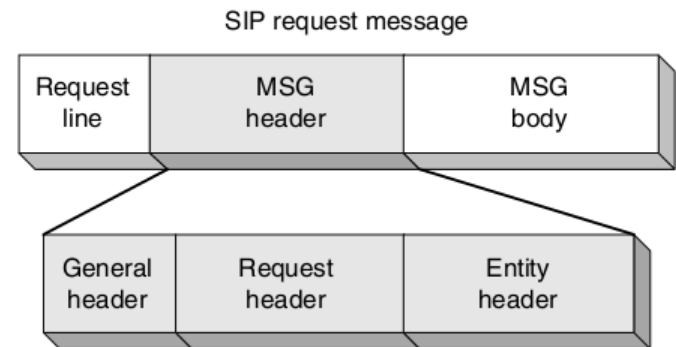 SIP request message
Request
line
MSG
header
MSG
body
General
header
Request
header
Entity
header